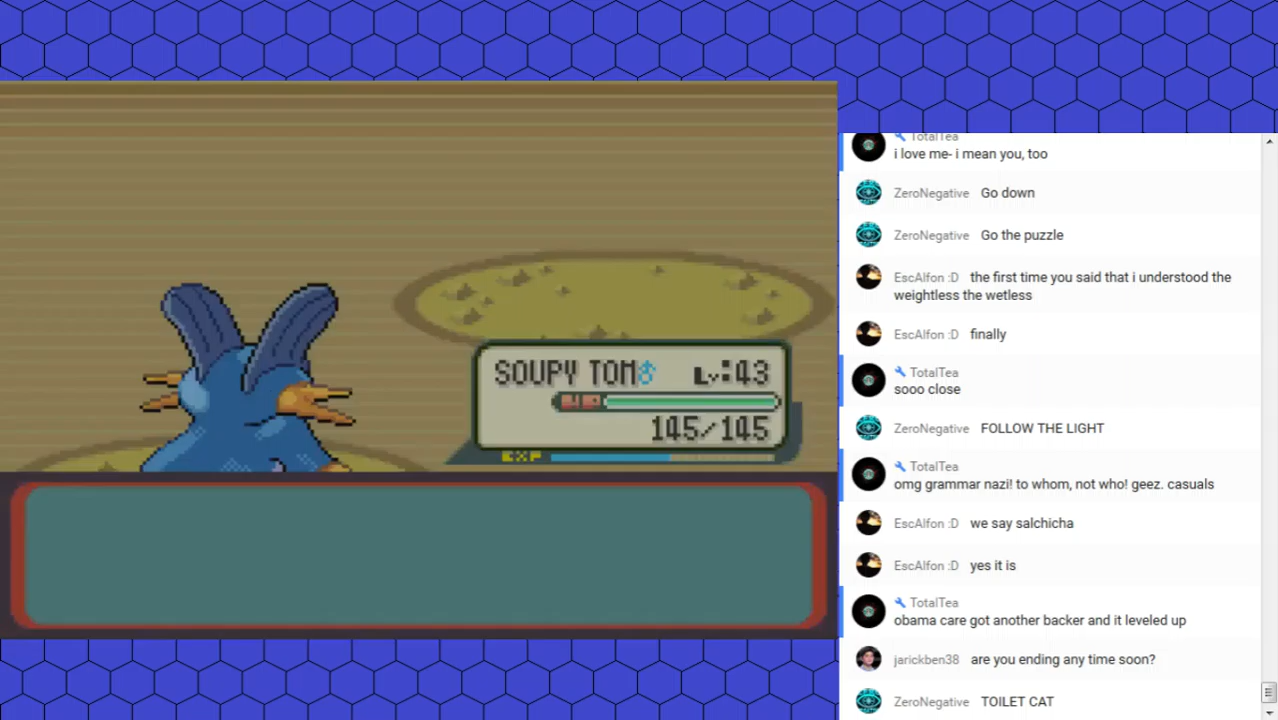 SOUPY TOM♂ Lv:43
145/145
EXP
TotalTea
i love me- i mean you, too
ZeroNegative Go down
ZeroNegative Go the puzzle
EscAlfon :D the first time you said that i understood the
weightless the wetless
EscAlfon :D finally
TotalTea
sooo close
ZeroNegative FOLLOW THE LIGHT
TotalTea
omg grammar nazi! to whom, not who! geez. casuals
EscAlfon :D we say salchicha
EscAlfon :D yes it is
TotalTea
obama care got another backer and it leveled up
jarickben38 are you ending any time soon?
ZeroNegative TOILET CAT